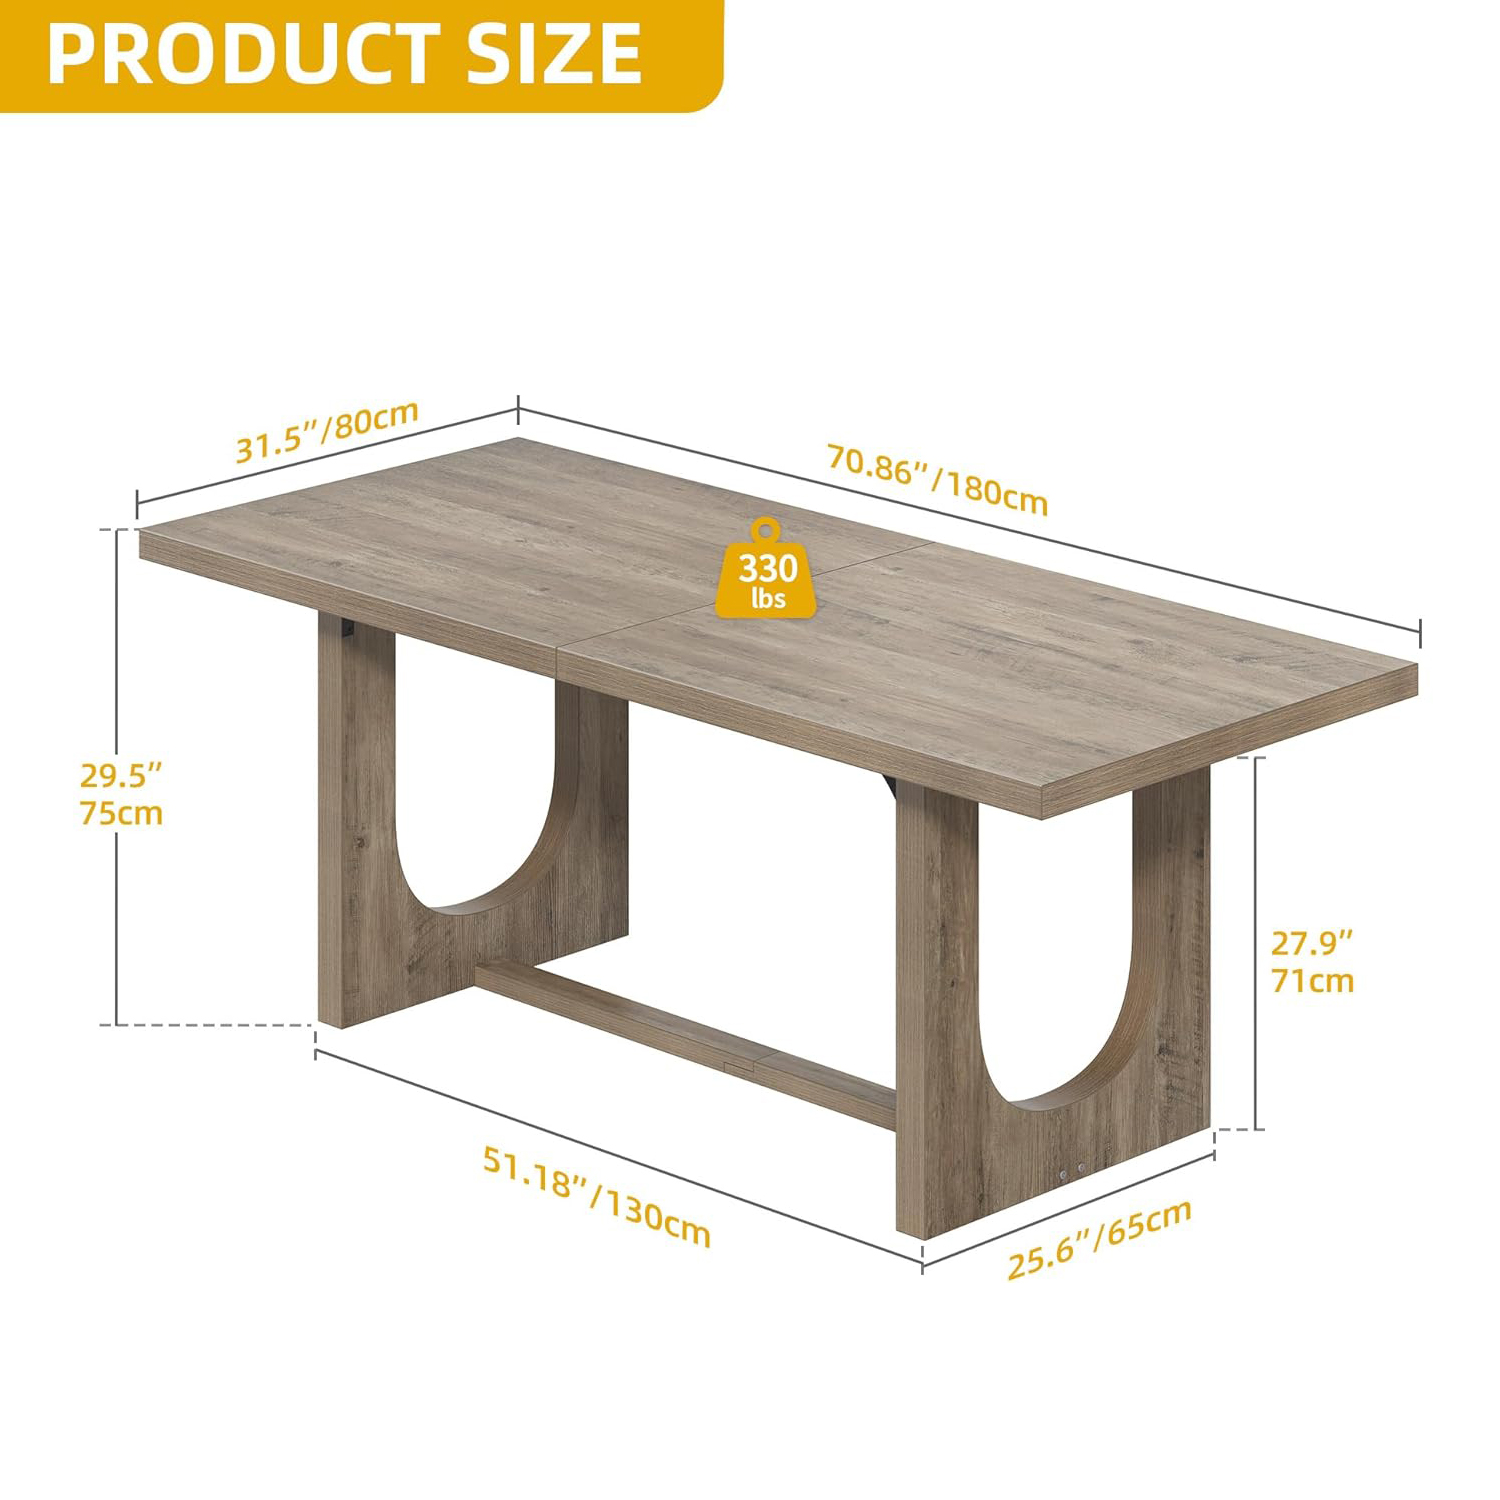 PRODUCT SIZE
31.5″/80cm
70.86″/180cm
330
lbs
29.5″
75cm
27.9″
71cm
51.18″/130cm
25.6″/65cm